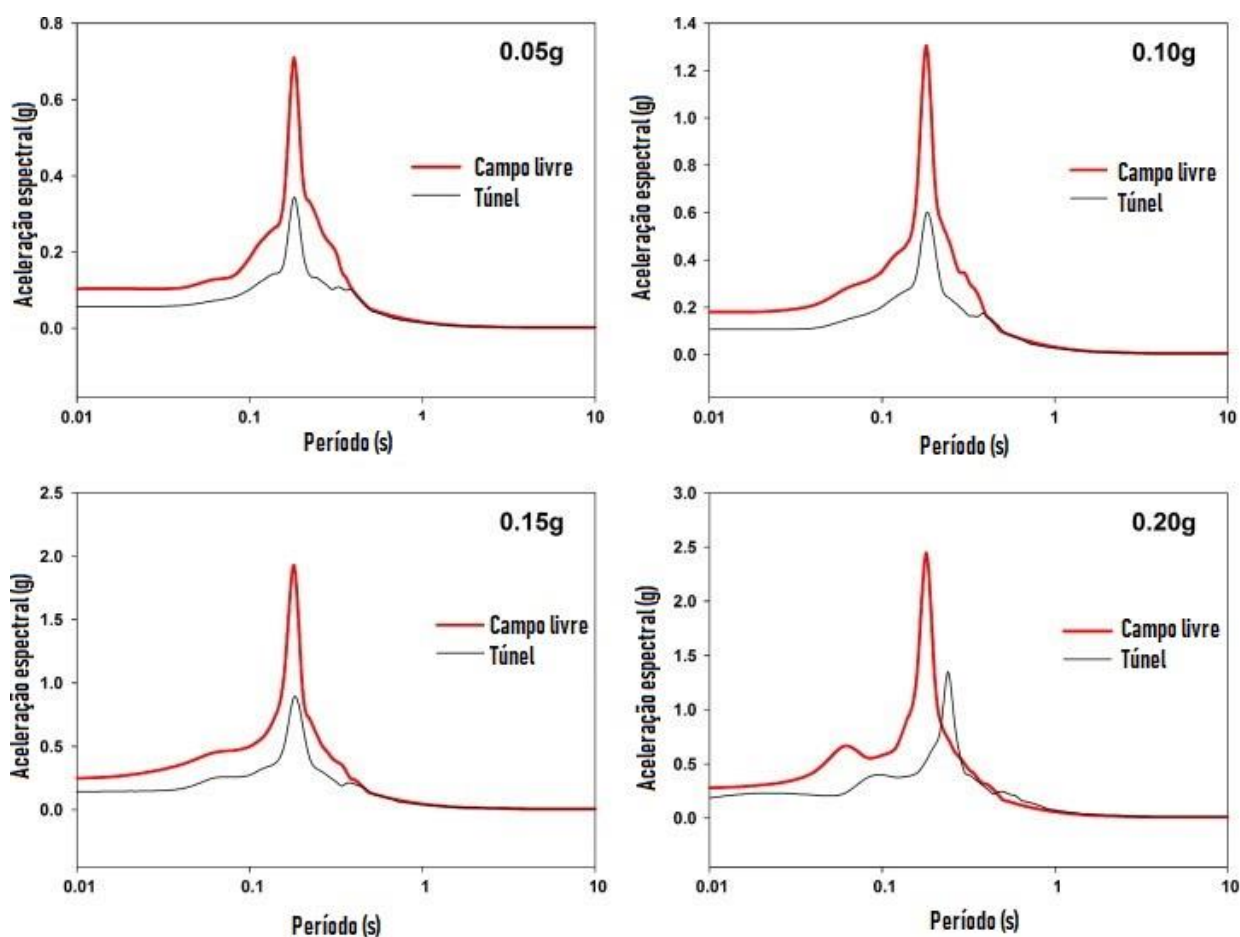 0.05g
Aceleração espectral (g)
0.8
0.6
0.4
0.2
0.0
Campo livre
Túnel
0.01
0.1
1
10
Período (s)
0.10g
Aceleração espectral (g)
1.4
1.2
1.0
0.8
0.6
0.4
0.2
0.0
Campo livre
Túnel
0.01
0.1
1
10
Período (s)
0.15g
Aceleração espectral (g)
2.5
2.0
1.5
1.0
0.5
0.0
Campo livre
Túnel
0.01
0.1
1
10
Período (s)
0.20g
Aceleração espectral (g)
3.0
2.5
2.0
1.5
1.0
0.5
0.0
Campo livre
Túnel
0.01
0.1
1
10
Período (s)